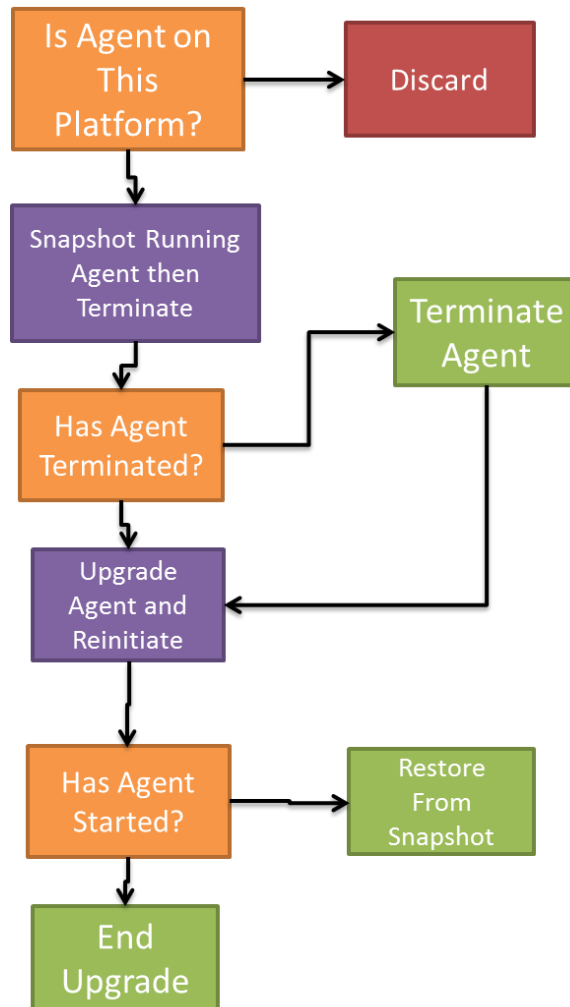 Is Agent on
This
Platform?
Discard
Snapshot Running
Agent then
Terminate
Terminate
Agent
Has Agent
Terminated?
Upgrade
Agent and
Reinitiate
Has Agent
Started?
Restore
From
Snapshot
End
Upgrade